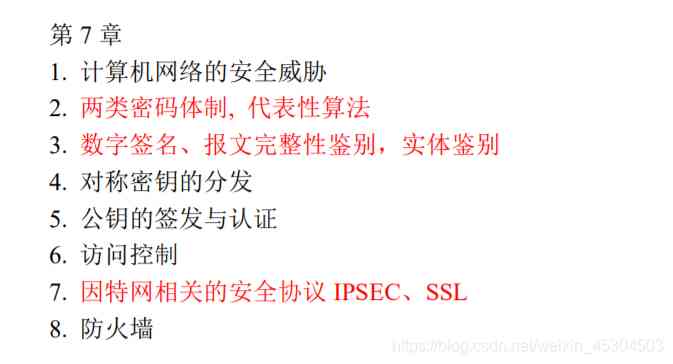 第 7 章
1. 计算机网络的安全威胁
2. 两类密码体制, 代表性算法
3. 数字签名、报文完整性鉴别，实体鉴别
4. 对称密钥的分发
5. 公钥的签发与认证
6. 访问控制
7. 因特网相关的安全协议 IPSEC、SSL
8. 防火墙
https://blog.csdn.net/weixin_45304503